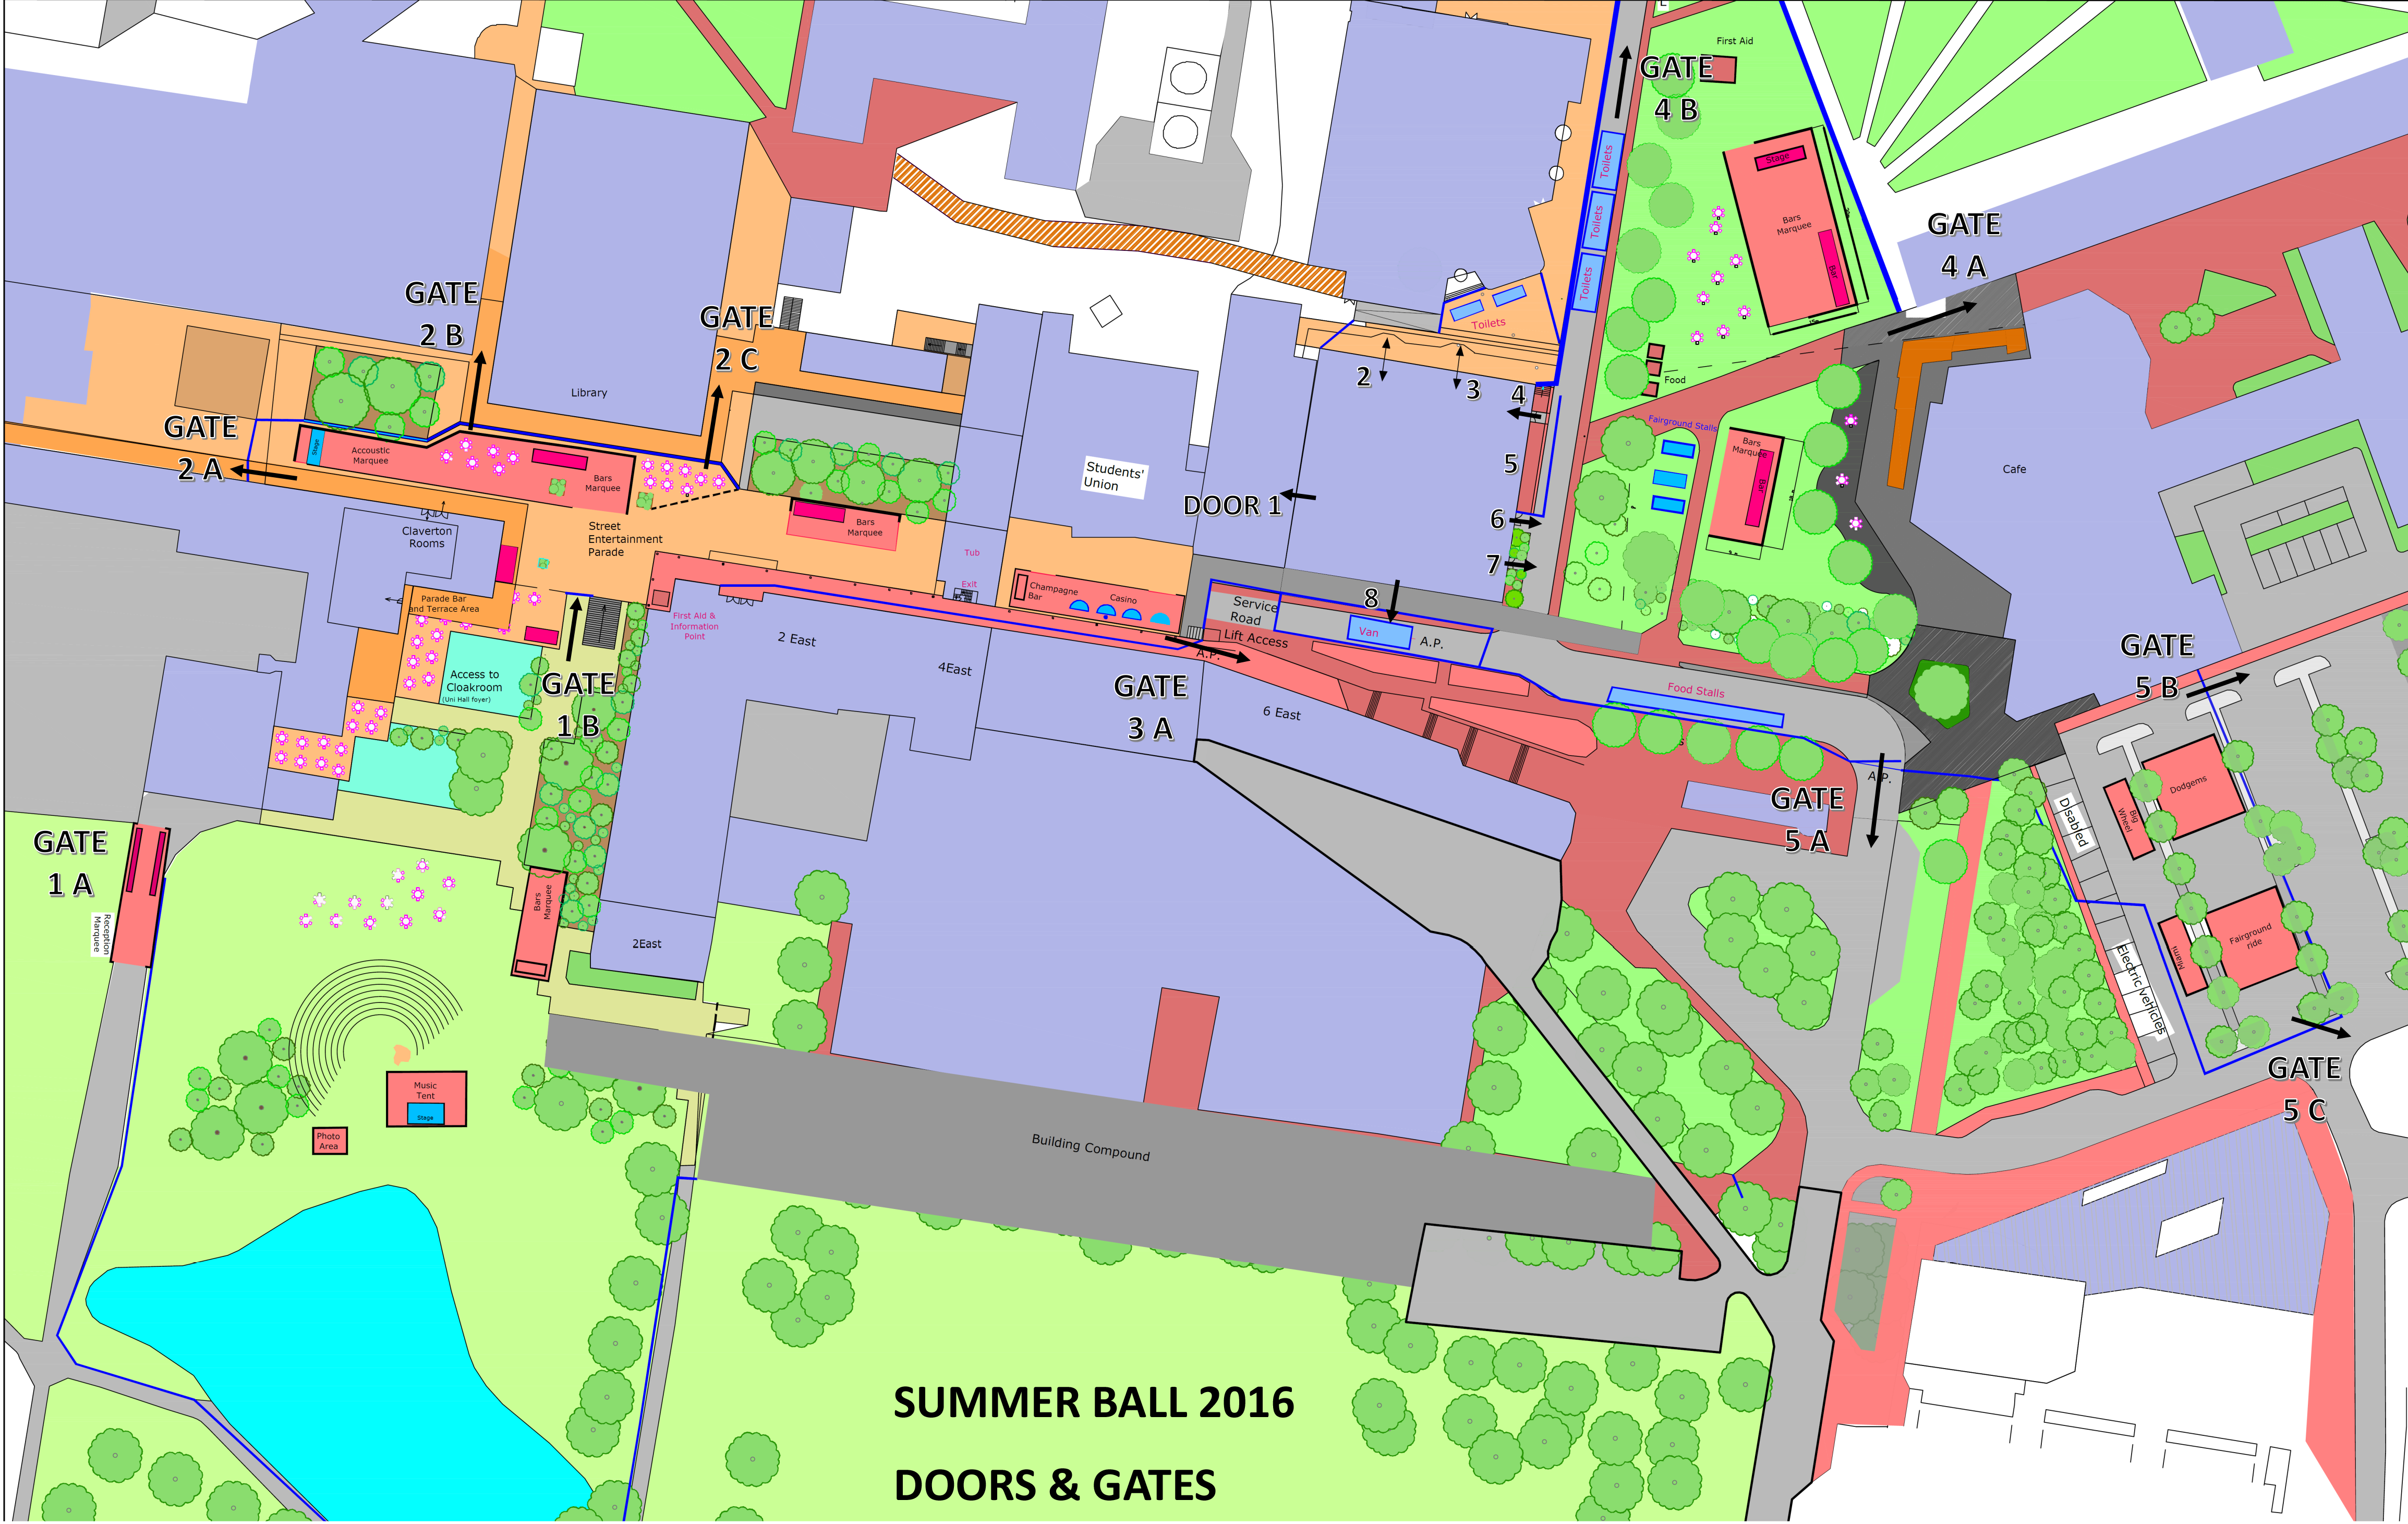 First Aid
GATE
4 B
Toilets
Toilets
Toilets
Stage
Bars
Marquee
Bar
GATE
4 A
GATE
2 B
GATE
2 C
Library
Toilets
2
3
4
Food
Fairground Stalls
GATE
2 A
Stage
Accoustic
Marquee
Bars
Marquee
Students'
Union
DOOR 1
5
6
7
8
Bars
Marquee
Bar
Cafe
Claverton
Rooms
Street
Entertainment
Parade
Bars
Marquee
Tub
Exit
Parade Bar
and Terrace Area
First Aid &
Information
Point
Champagne
Bar
Casino
Service
Road
Lift Access
A.P.
Van
A.P.
2 East
4East
Access to
Cloakroom
(Uni Hall foyer)
GATE
1 B
GATE
3 A
6 East
Food Stalls
GATE
5 B
A.P.
GATE
5 A
Disabled
Big
Wheel
Dodgems
GATE
1 A
Reception
Marquee
Bars
Marquee
2East
Miami
Fairground
ride
Electric vehicles
GATE
5 C
Music
Tent
Stage
Photo
Area
Building Compound
SUMMER BALL 2016
DOORS & GATES